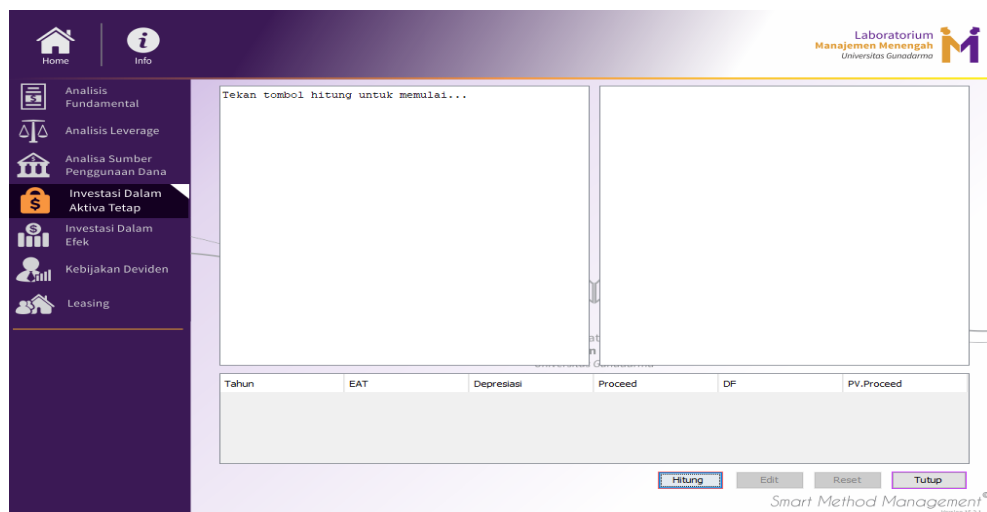 Home
Info
Laboratorium
Manajemen Menengah
Universitas Gunadarma
Analisis
Fundamental
Analisis Leverage
Analisa Sumber
Penggunaan Dana
Investasi Dalam
Aktiva Tetap
Investasi Dalam
Efek
Kebijakan Deviden
Leasing
Tekan tombol hitung untuk memulai...
Tahun EAT Depresiasi Proceed DF PV.Proceed
Hitung Edit Reset Tutup
Smart Method Management